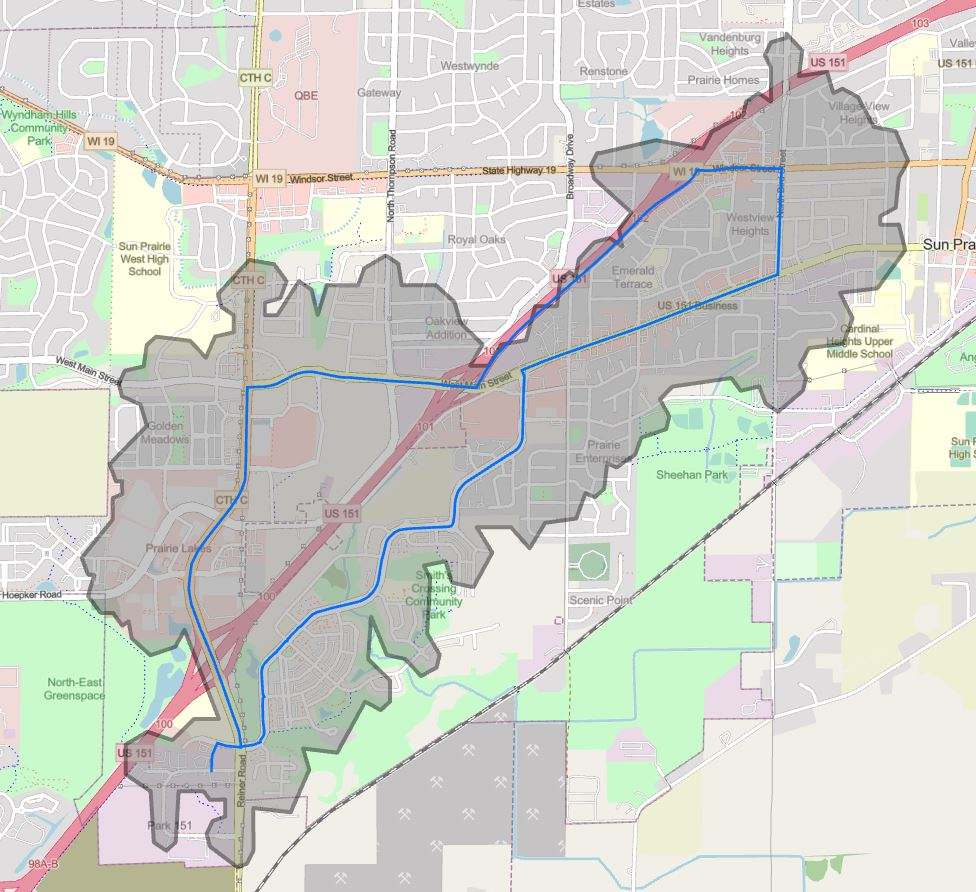 Estates
103
Vandenburg
Heights
US 151
Valley
US 151
CTH C
Westwynde
Renstone
Prairie Homes
QBE
Gateway
102
Village View
Heights
Wyndham Hills
Community
Park
WI 19
North Thompson Road
Broadway Drive
WI 19
Windsor Street
State Highway 19
WI 19
Windsor Street
Sun Prairie
West High
School
Royal Oaks
102
Westview
Heights
Sun Pra
CTH C
US 151
Emerald
Terrace
US 151 Business
Oakview
Addition
Cardinal
Heights Upper
Middle School
West Main Street
West Main Street
101
Golden
Meadows
Prairie
Enterprises
Sun P
High S
Sheehan Park
CTH C
US 151
Prairie Lakes
Hoepker Road
100
Smith's
Crossing
Community
Park
Scenic Point
North-East
Greenspace
100
US 151
Reiner Road
Park 151
98A-B